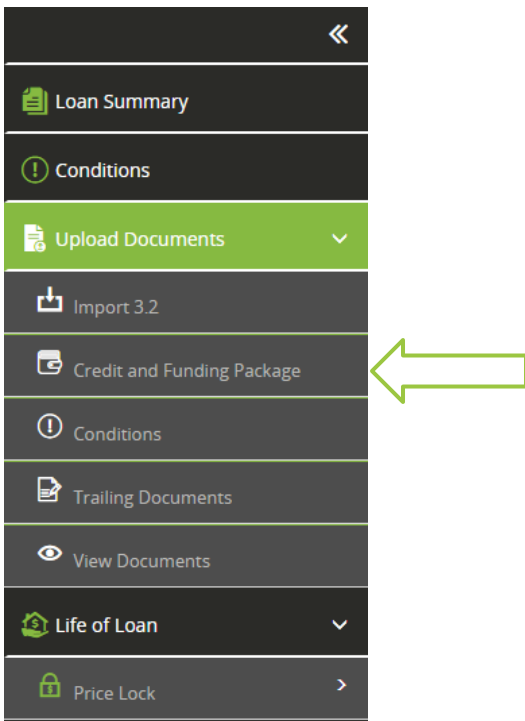 Loan Summary
Conditions
Upload Documents
Import 3.2
Credit and Funding Package
Conditions
Trailing Documents
View Documents
Life of Loan
Price Lock